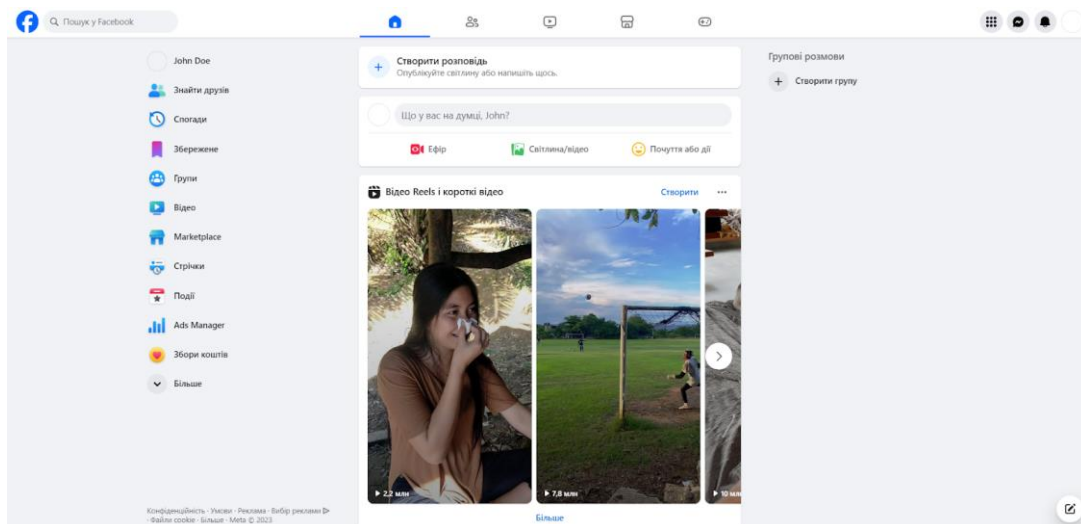 Пошук у Facebook
John Doe
Знайти друзів
Спогади
Збережене
Групи
Відео
Marketplace
Стрічки
Події
Ads Manager
Збори коштів
Більше
Конфіденційність · Умови · Реклама · Вибір реклами
· Файли cookie · Більше · Meta © 2023
Створити розповідь
Опублікуйте світлину або напишіть щось.
Що у вас на думці, John?
Ефір
Світлина/відео
Почуття або дії
Відео Reels і короткі відео
Створити
2,2 млн
7,8 млн
10 млн
Більше
Групові розмови
Створити групу